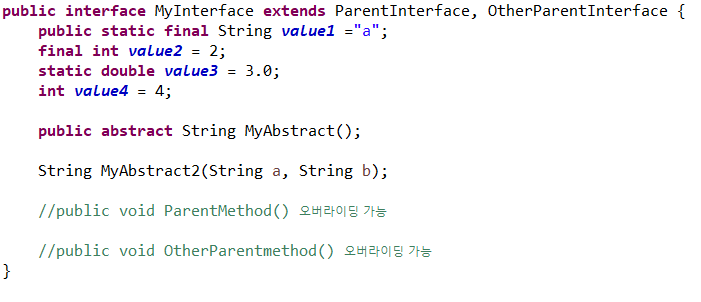 public interface MyInterface extends ParentInterface, OtherParentInterface {
    public static final String value1 ="a";
    final int value2 = 2;
    static double value3 = 3.0;
    int value4 = 4;

    public abstract String MyAbstract();

    String MyAbstract2(String a, String b);

    //public void ParentMethod() 오버라이딩 가능

    //public void OtherParentmethod() 오버라이딩 가능
}